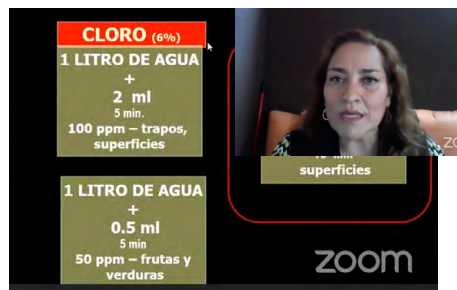 CLORO (6%)
1 LITRO DE AGUA
+
2 ml
5 min.
100 ppm – trapos,
superficies
superficies
1 LITRO DE AGUA
+
0.5 ml
5 min
50 ppm – frutas y
verduras
zoom